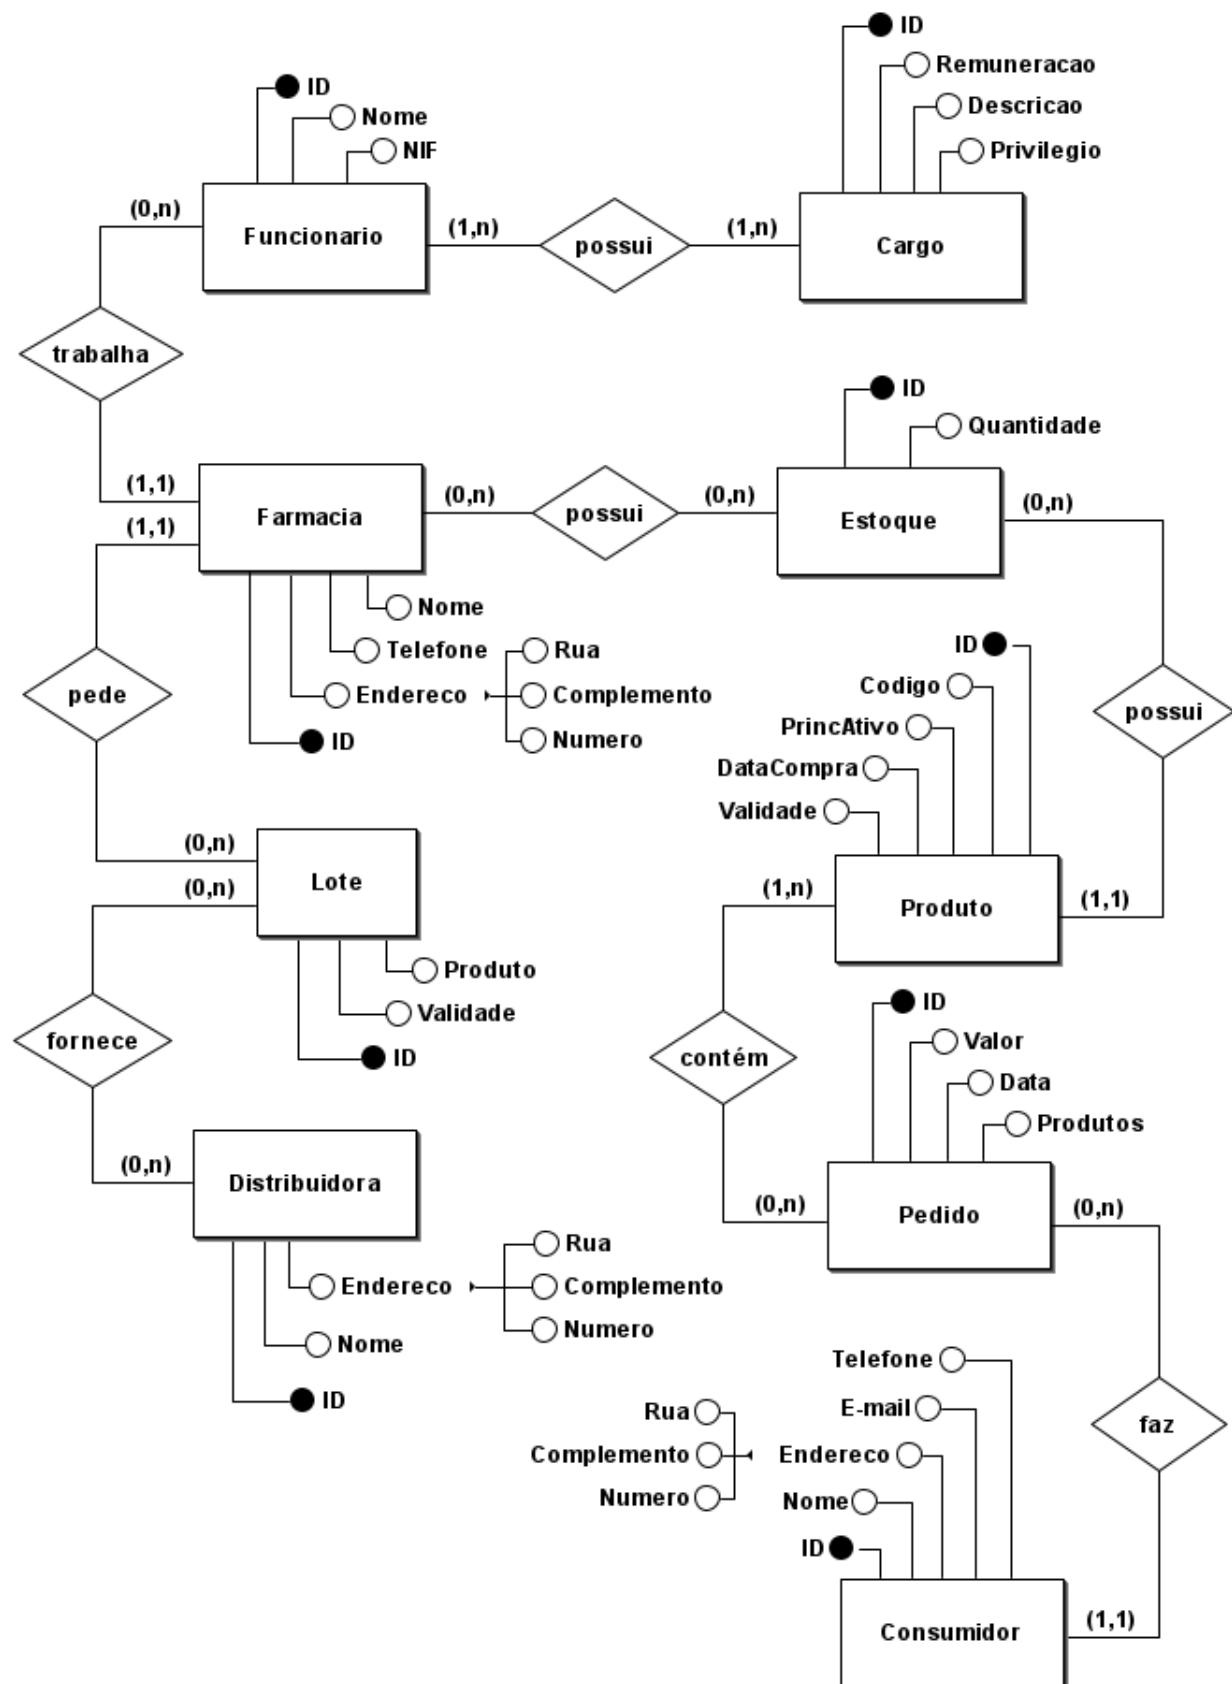 ID
Remuneracao
Descricao
Privilegio
Cargo
ID
Nome
NIF
Funcionario
(0,n)
(1,n)
possui
(1,n)
trabalha
(1,1)
(1,1)
Farmacia
(0,n)
possui
(0,n)
ID
Quantidade
Estoque
(0,n)
Nome
Telefone
Endereco
Rua
Complemento
Numero
ID
pede
possui
ID
Codigo
PrincAtivo
DataCompra
Validade
Produto
(1,n)
(1,1)
(0,n)
(0,n)
Lote
Produto
Validade
ID
fornece
contém
ID
Valor
Data
Produtos
Pedido
(0,n)
(0,n)
(0,n)
Distribuidora
Endereco
Rua
Complemento
Numero
Nome
ID
Telefone
E-mail
Endereco
Rua
Complemento
Numero
Nome
ID
faz
Consumidor
(1,1)